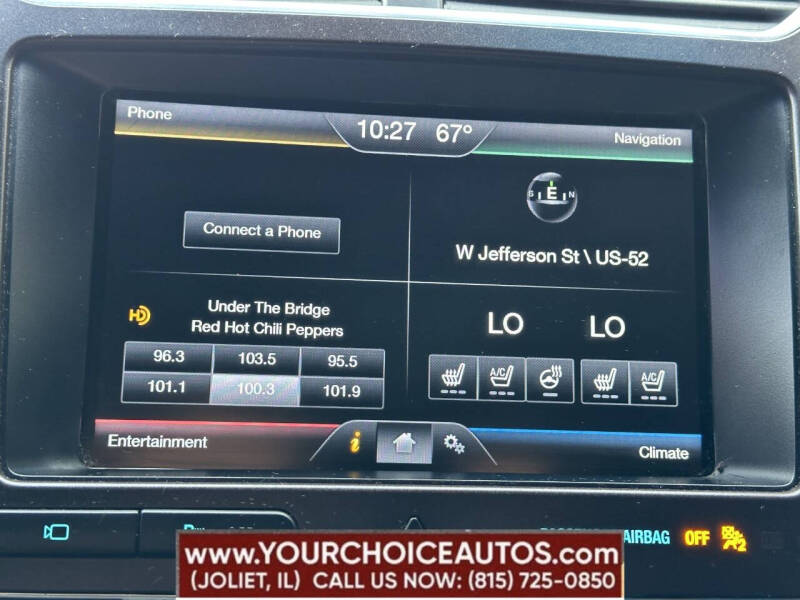 Phone
10:27 67°
Navigation
S E N
Connect a Phone
W Jefferson St \ US-52
HD
Under The Bridge
Red Hot Chili Peppers
LO LO
96.3 103.5 95.5
101.1 100.3 101.9
A/C A/C
Entertainment
i
Climate
AIRBAG OFF 2
www.YOURCHOICEAUTOS.com
(JOLIET, IL) CALL US NOW: (815) 725-0850